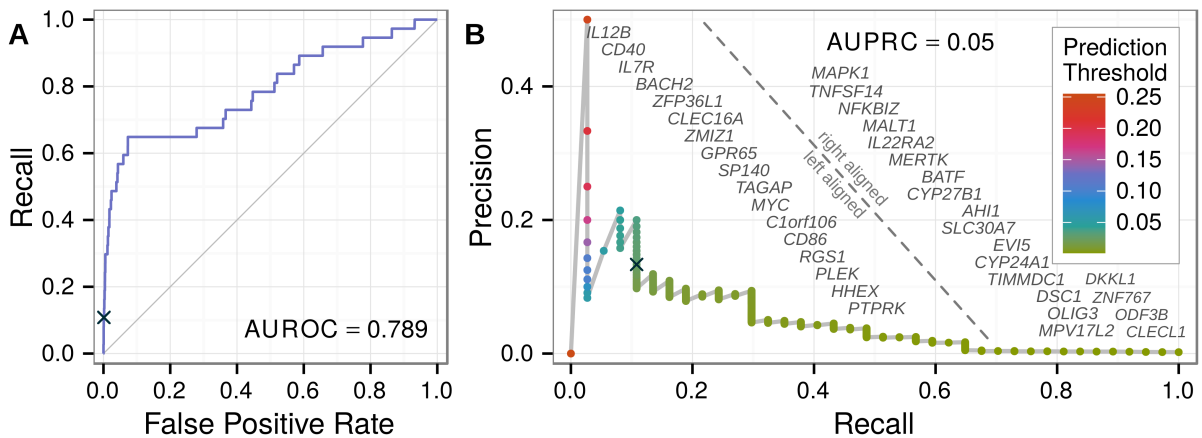 A
1.0
0.8
0.6
0.4
0.2
0.0
Recall
AUROC = 0.789
0.0
0.2
0.4
0.6
0.8
1.0
False Positive Rate
B
0.4
0.2
0.0
Precision
AUPRC = 0.05
IL12B
CD40
IL7R
BACH2
ZFP36L1
CLEC16A
ZMIZ1
GPR65
SP140
TAGAP
MYC
C1orf106
CD86
RGS1
PLEK
HHEX
PTPRK
right aligned
left aligned
MAPK1
TNFSF14
NFKBIZ
MALT1
IL22RA2
MERTK
BATF
CYP27B1
AHI1
SLC30A7
EVI5
CYP24A1
TIMMDC1
DKKL1
DSC1
ZNF767
OLIG3
ODF3B
MPV17L2
CLECL1
Prediction
Threshold
0.25
0.20
0.15
0.10
0.05
0.0
0.2
0.4
0.6
0.8
1.0
Recall